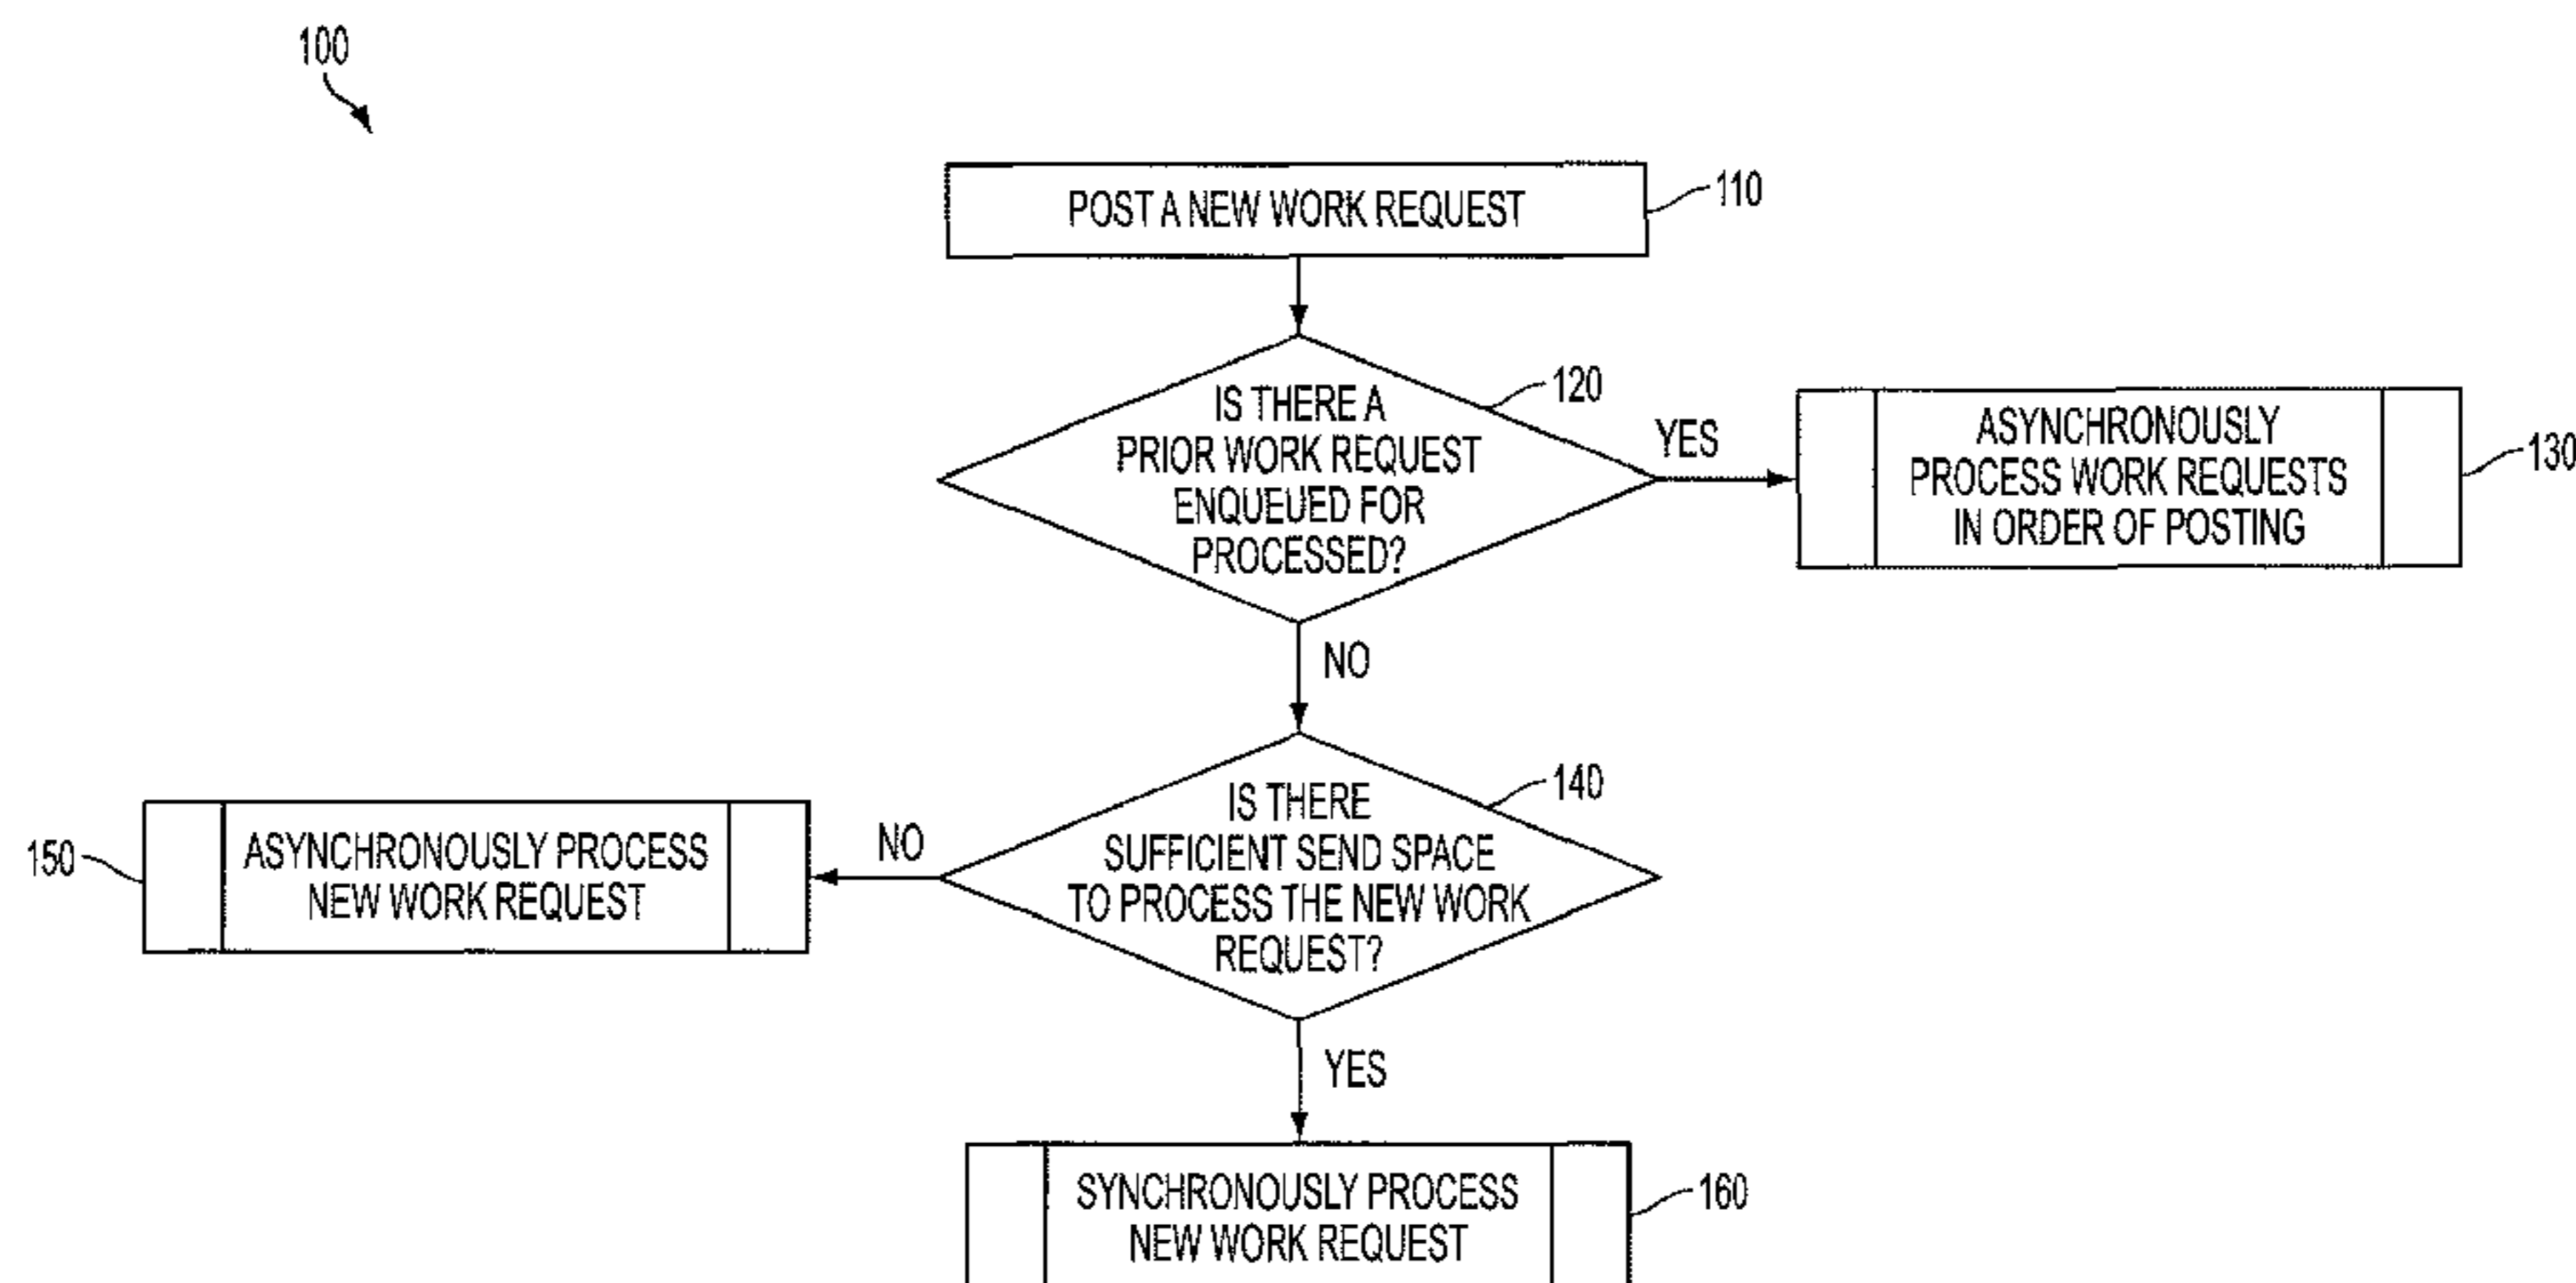 100
POST A NEW WORK REQUEST
110
IS THERE A
PRIOR WORK REQUEST
ENQUEUED FOR
PROCESSED?
120
YES
ASYNCHRONOUSLY
PROCESS WORK REQUESTS
IN ORDER OF POSTING
130
NO
IS THERE
SUFFICIENT SEND SPACE
TO PROCESS THE NEW WORK
REQUEST?
140
NO
ASYNCHRONOUSLY PROCESS
NEW WORK REQUEST
150
YES
SYNCHRONOUSLY PROCESS
NEW WORK REQUEST
160